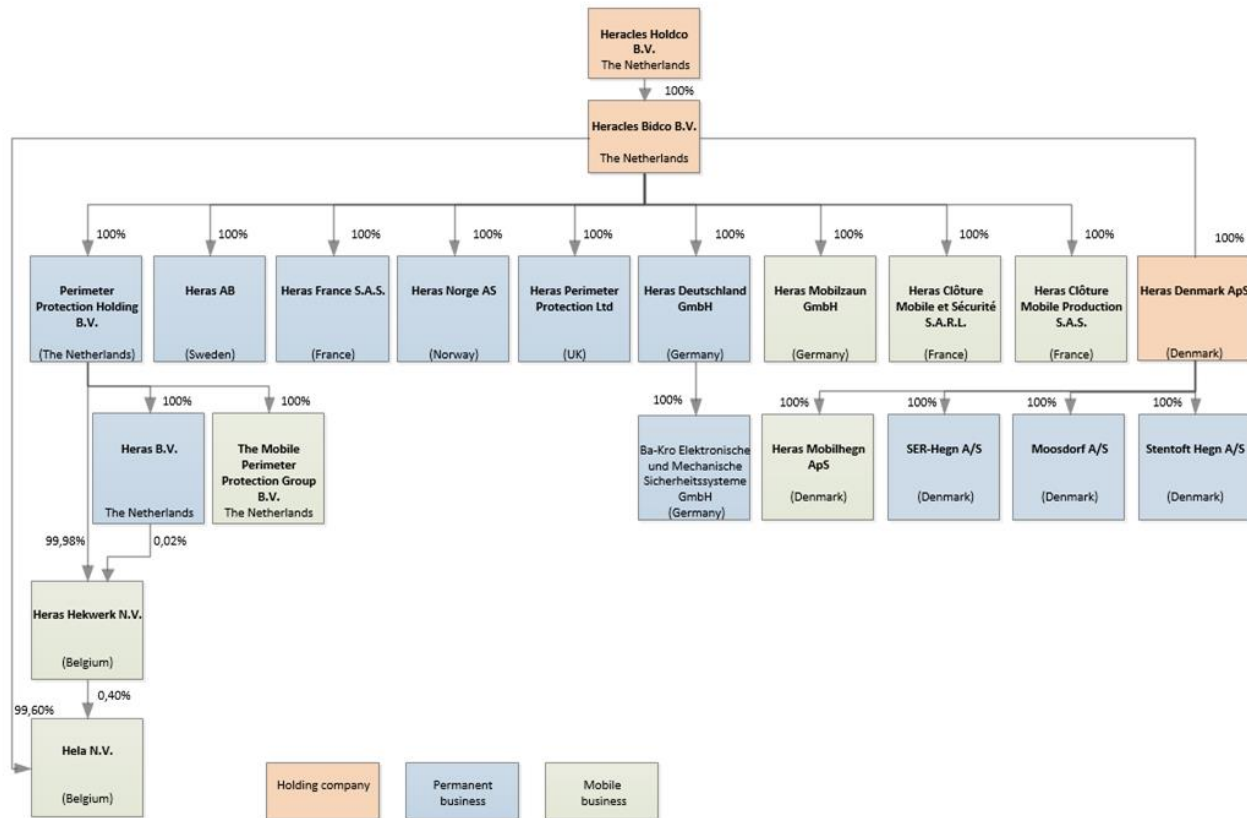 Heracles Holdco
B.V.
The Netherlands
100%
Heracles Bidco B.V.
The Netherlands
100%
100%
100%
100%
100%
100%
100%
100%
100%
100%
Perimeter
Protection Holding
B.V.
(The Netherlands)
Heras AB
(Sweden)
Heras France S.A.S.
(France)
Heras Norge AS
(Norway)
Heras Perimeter
Protection Ltd
(UK)
Heras Deutschland
GmbH
(Germany)
Heras Mobilzaun
GmbH
(Germany)
Heras Clôture
Mobile et Sécurité
S.A.R.L.
(France)
Heras Clôture
Mobile Production
S.A.S.
(France)
Heras Denmark ApS
(Denmark)
100%
100%
100%
100%
100%
100%
100%
Heras B.V.
The Netherlands
The Mobile
Perimeter
Protection Group
B.V.
The Netherlands
Ba-Kro Elektronische
und Mechanische
Sicherheitssysteme
GmbH
(Germany)
Heras Mobilhegn
ApS
(Denmark)
SER-Hegn A/S
(Denmark)
Moosdorf A/S
(Denmark)
Stentoft Hegn A/S
(Denmark)
99,98%
0,02%
Heras Hekwerk N.V.
(Belgium)
0,40%
99,60%
Hela N.V.
(Belgium)
Holding company
Permanent
business
Mobile
business